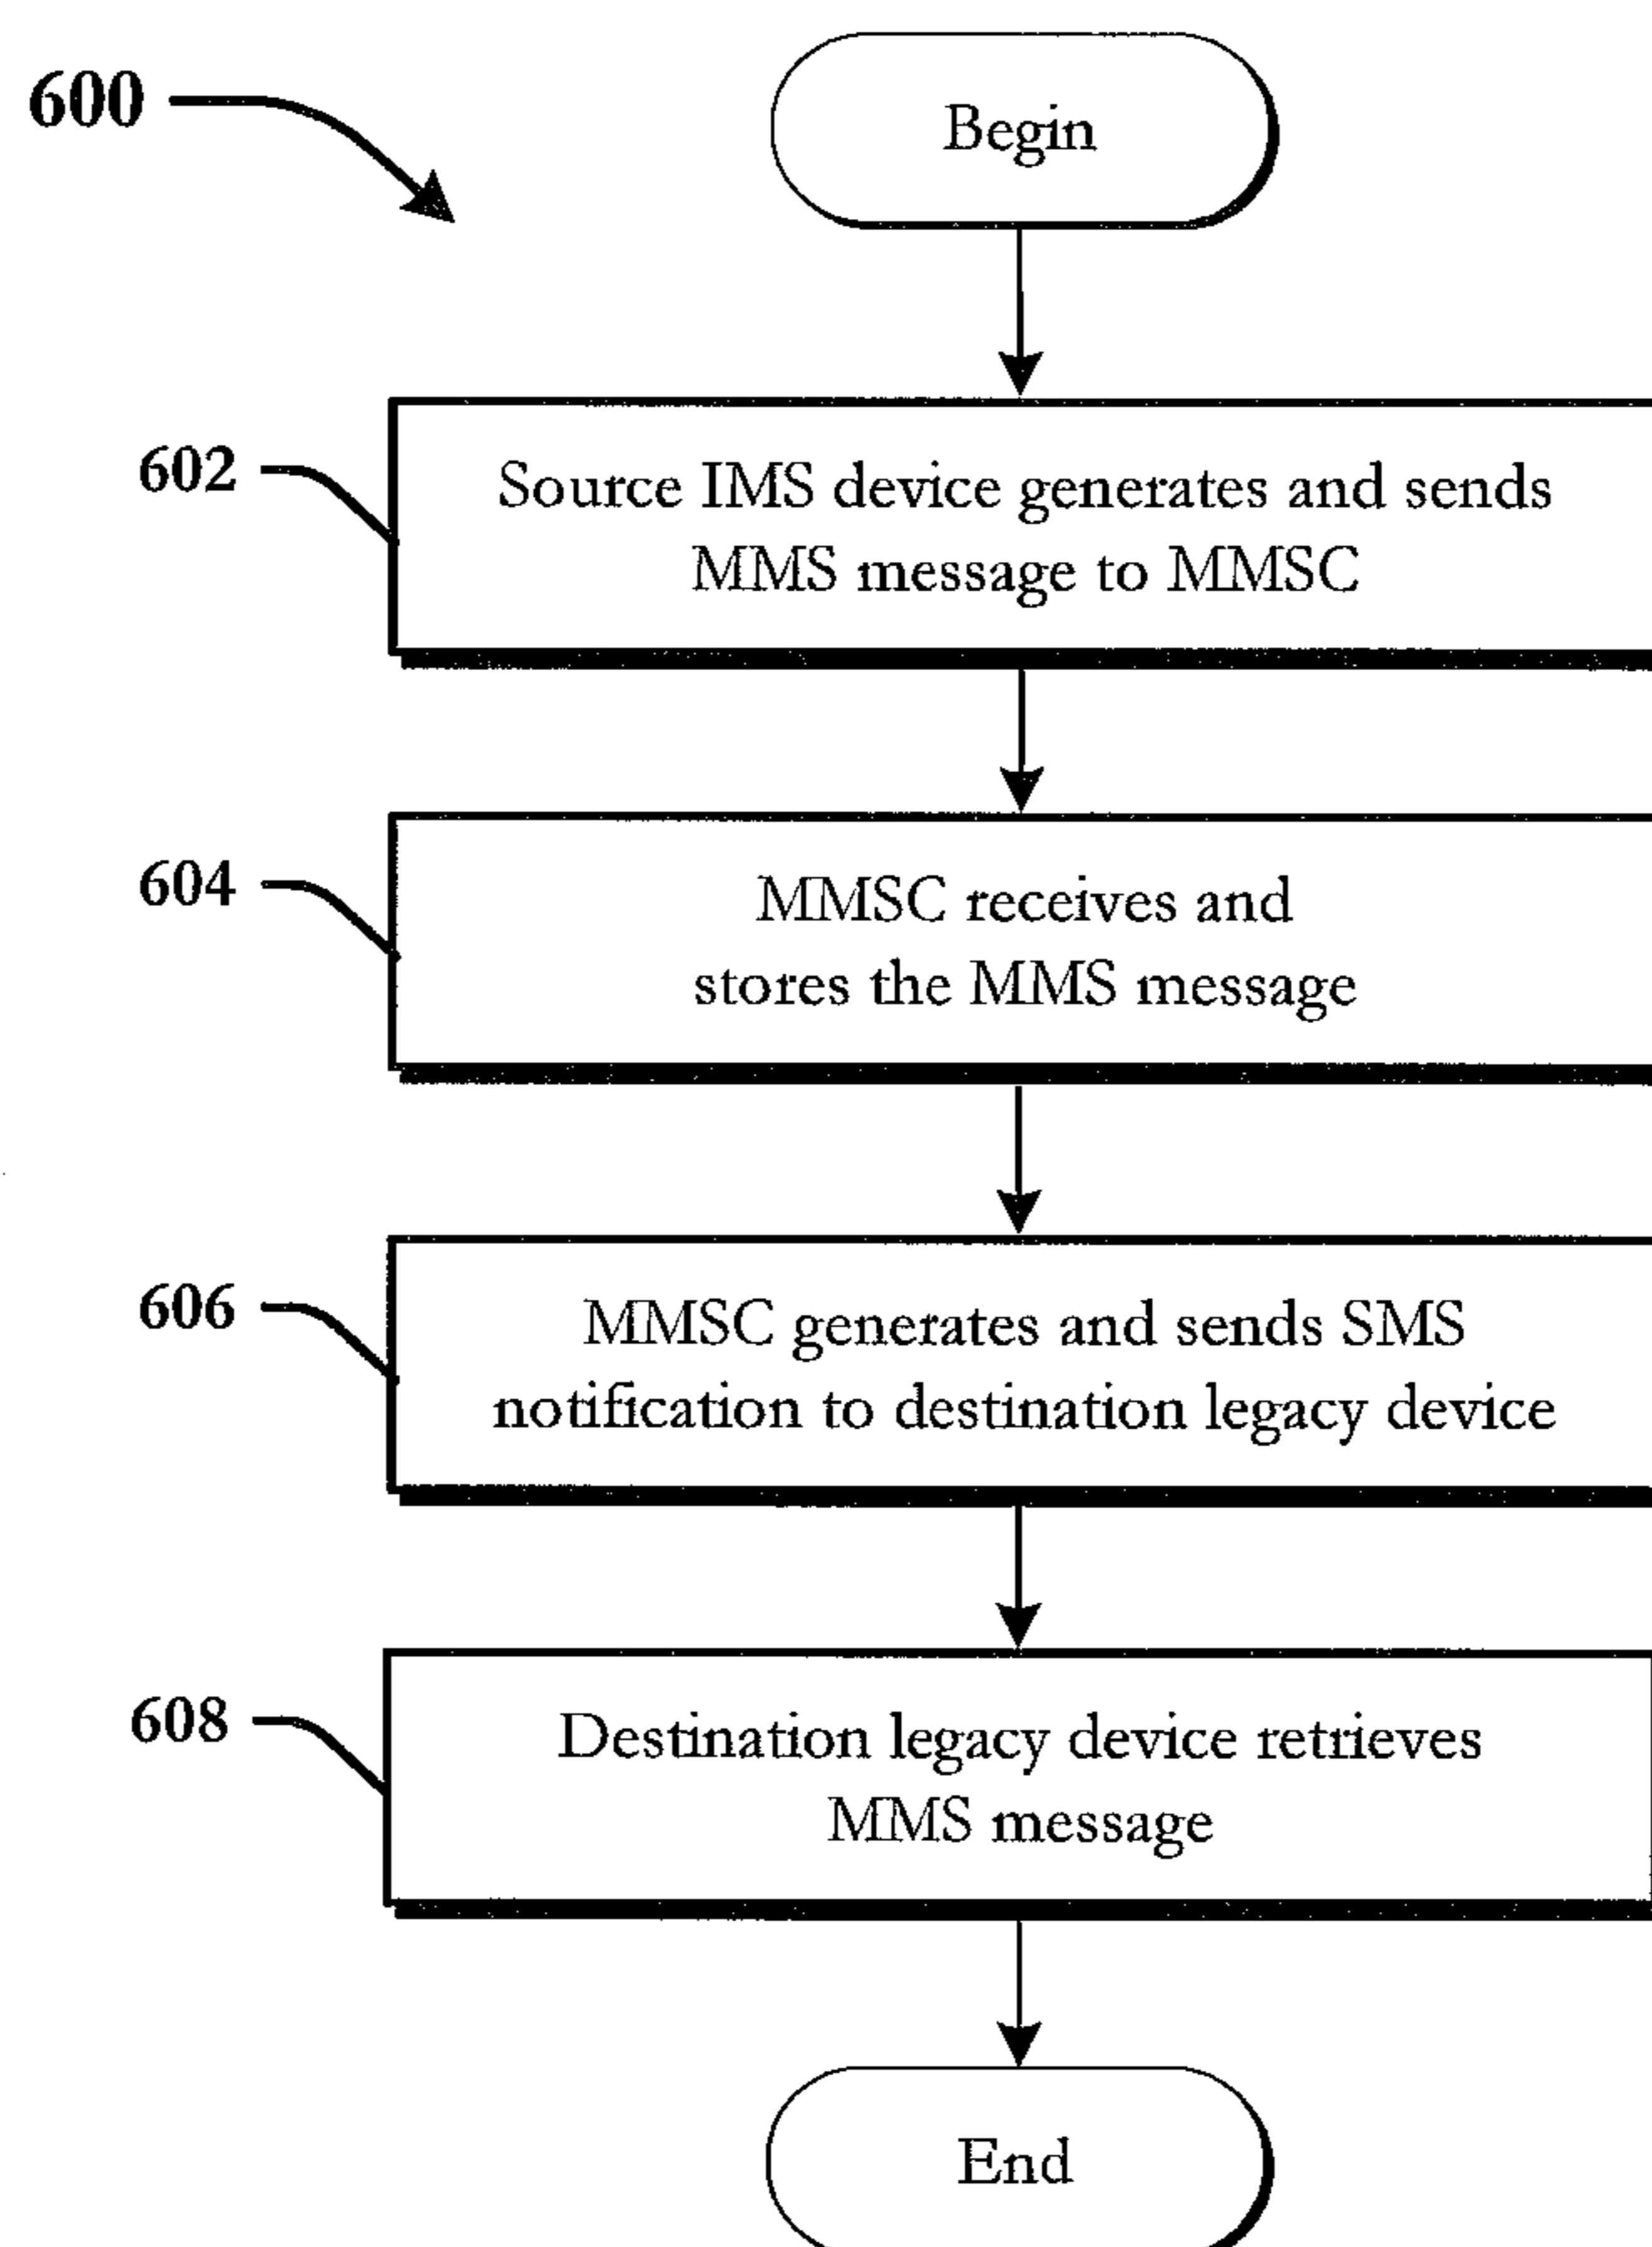 600
Begin
602
Source IMS device generates and sends
MMS message to MMSC
604
MMSC receives and
stores the MMS message
606
MMSC generates and sends SMS
notification to destination legacy device
608
Destination legacy device retrieves
MMS message
End